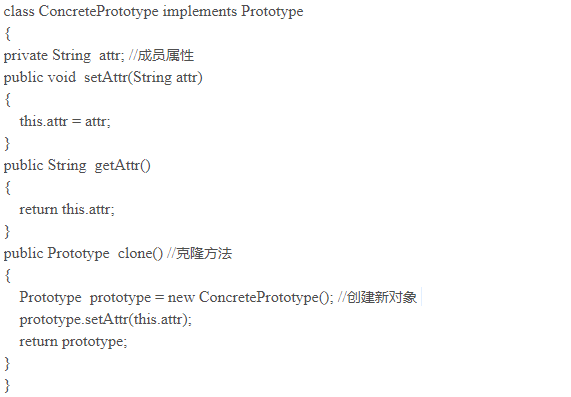 class ConcretePrototype implements Prototype
{
private String  attr; //成员属性
public void  setAttr(String attr)
{
    this.attr = attr;
}
public String  getAttr()
{
    return this.attr;
}
public Prototype  clone() //克隆方法
{
    Prototype  prototype = new ConcretePrototype(); //创建新对象
    prototype.setAttr(this.attr);
    return prototype;
}
}